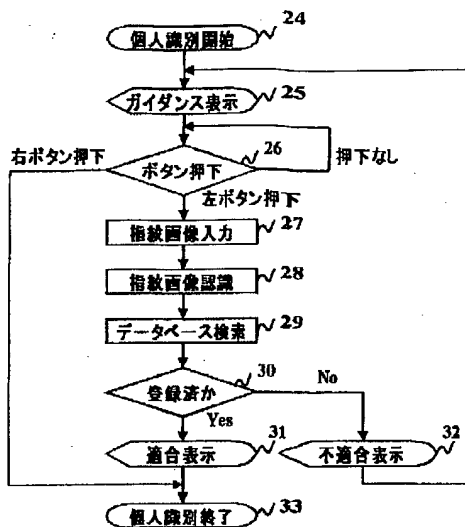 個人識別開始 24
ガイダンス表示 25
右ボタン押下
ボタン押下 26
押下なし
左ボタン押下
指紋画像入力 27
指紋画像認識 28
データベース検索 29
登録済か 30
No
Yes
適合表示 31
不適合表示 32
個人識別終了 33